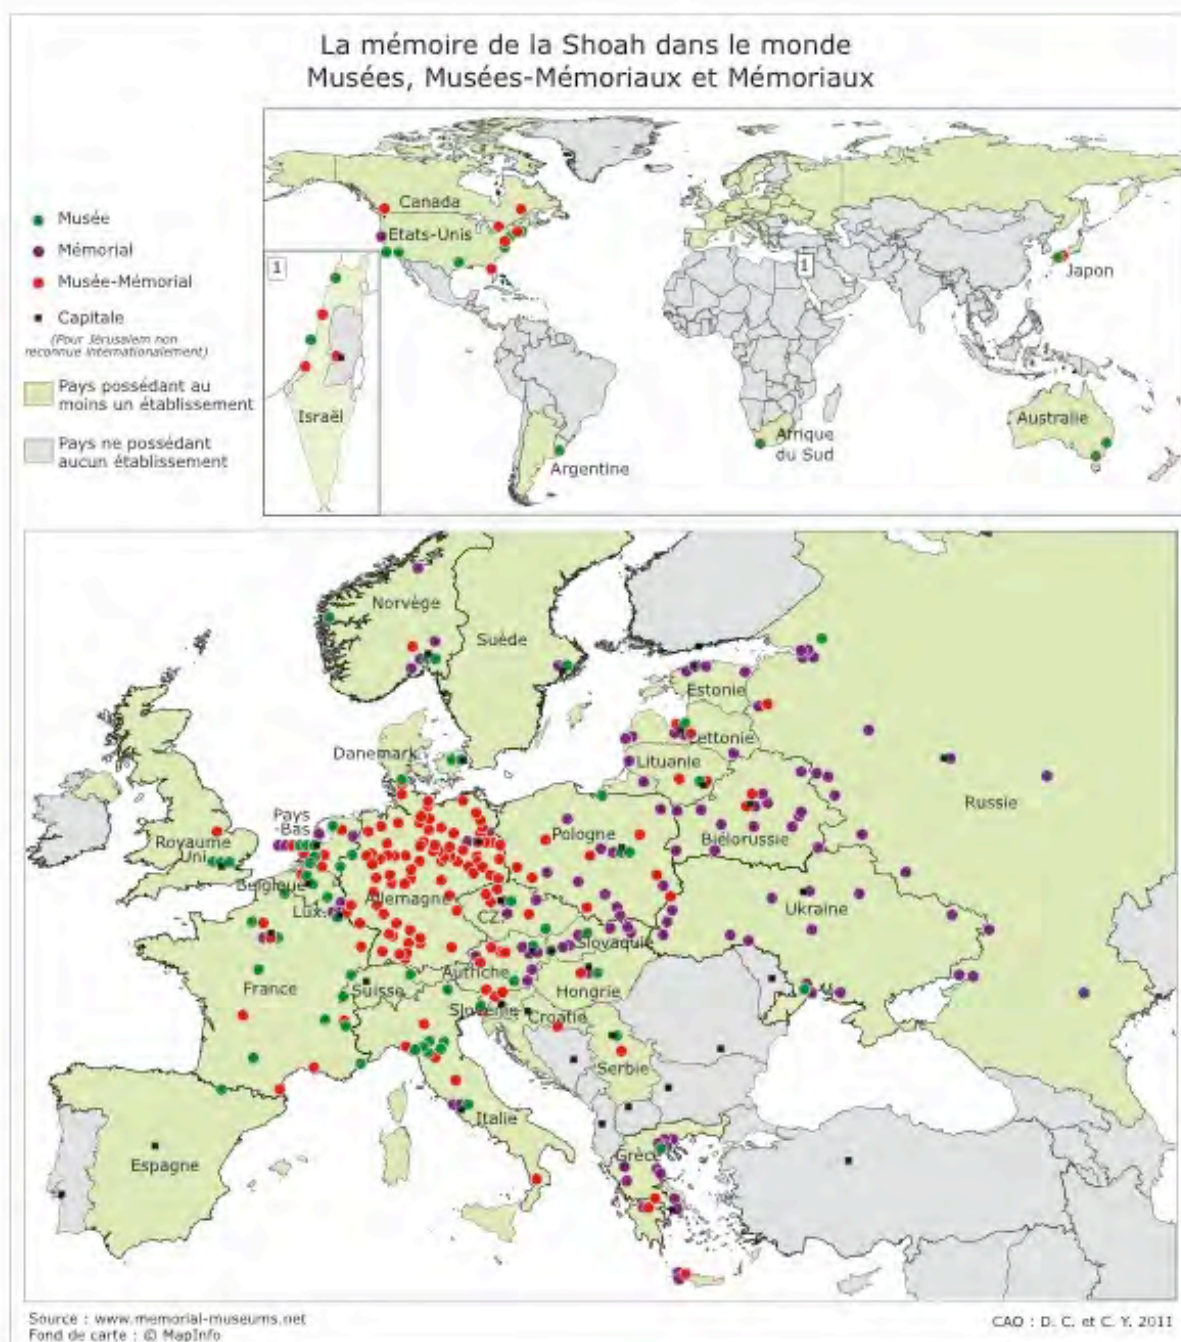 La mémoire de la Shoah dans le monde
Musées, Musées-Mémoriaux et Mémoriaux
Musée
Mémorial
Musée-Mémorial
Capitale
(Pour Jérusalem non
reconnue internationalement)
Pays possédant au
moins un établissement
Pays ne possédant
aucun établissement
1
Israël
Canada
Etats-Unis
1
Japon
Argentine
Afrique
du Sud
Australie
Norvège
Suède
Estonie
Lettonie
Lituanie
Danemark
Russie
Pays
-Bas
Royaume
Uni
Pologne
Biélorussie
Belgique
Allemagne
Lux.
CZ.
Ukraine
Slovaquie
Autriche
France
Suisse
Hongrie
Slovénie
Croatie
Serbie
Italie
Espagne
Grèce
Source : www.memorial-museums.net
Fond de carte : © MapInfo
CAO : D. C. et C. Y. 2011